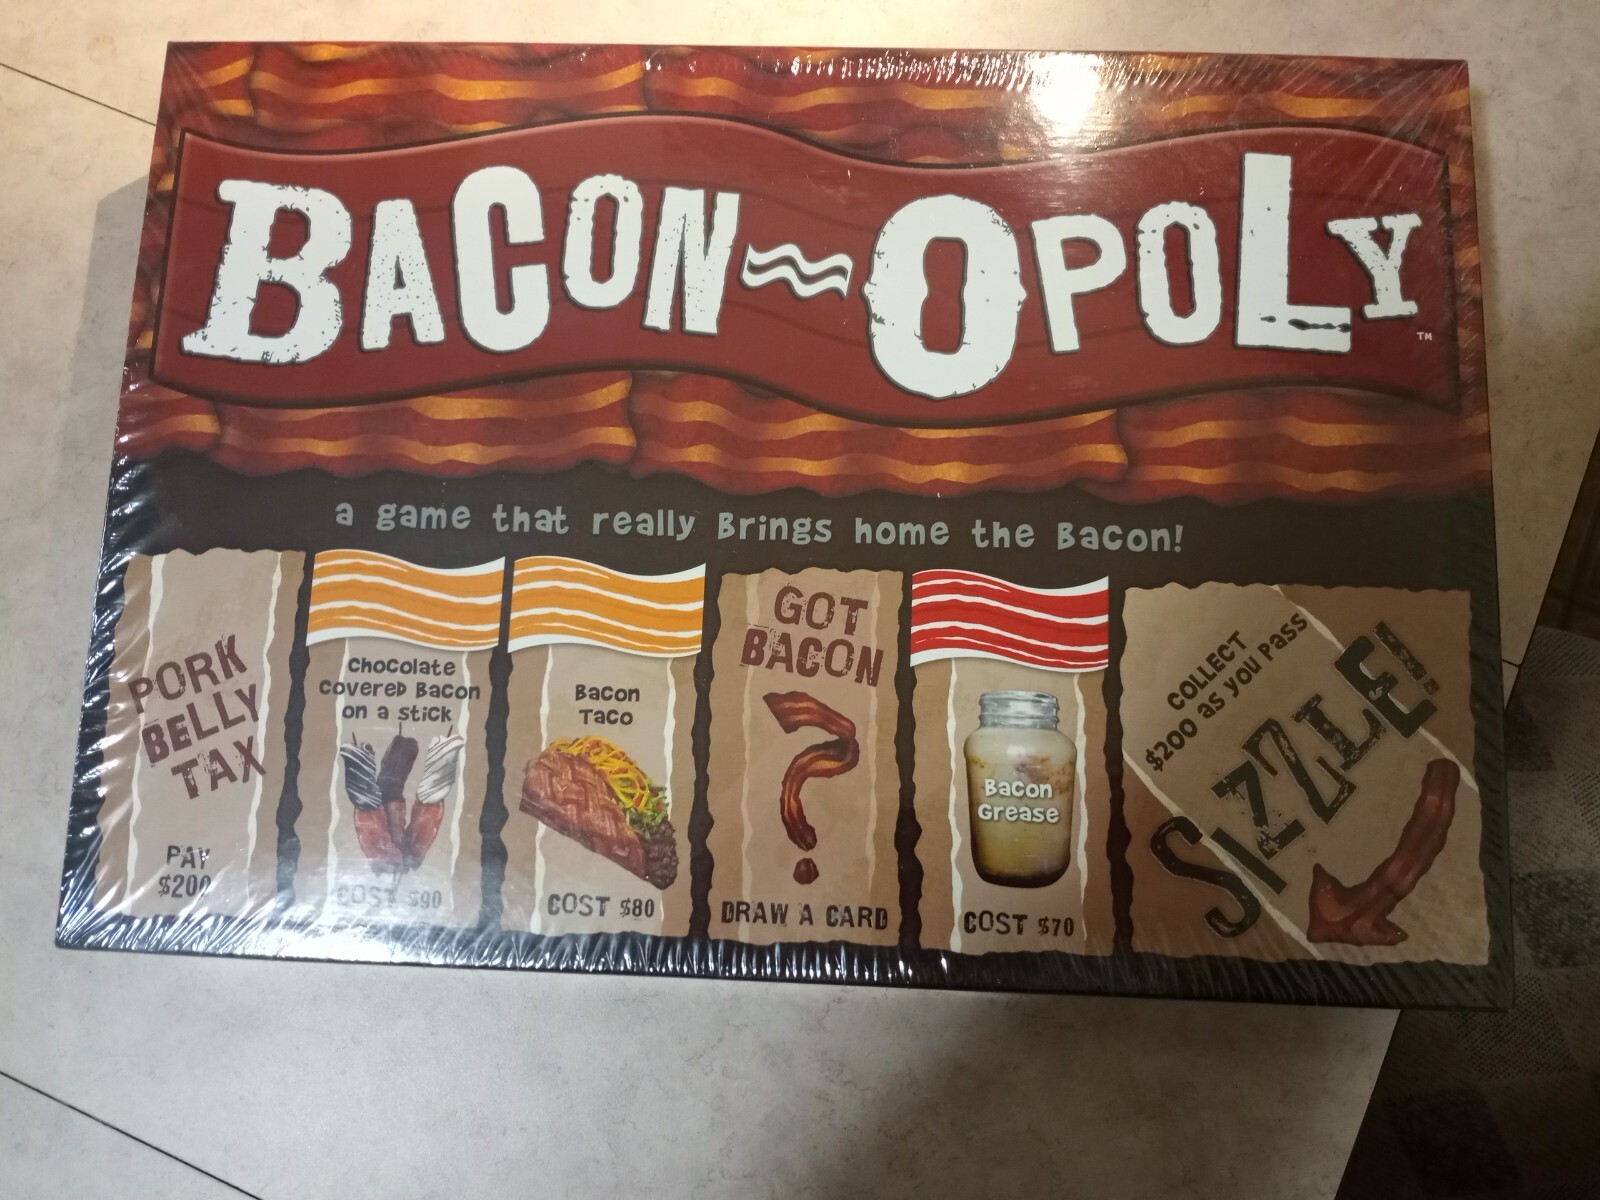 BACON~OPOLY
TM
a game that really Brings home the Bacon!
PORK
BELLY
TAX
PAY
$200
Chocolate
Covered Bacon
on a stick
COST $90
Bacon
Taco
COST $80
GOT
BACON
?
DRAW A CARD
Bacon
Grease
COST $70
COLLECT
$200 as you Pass
SIZZLE!